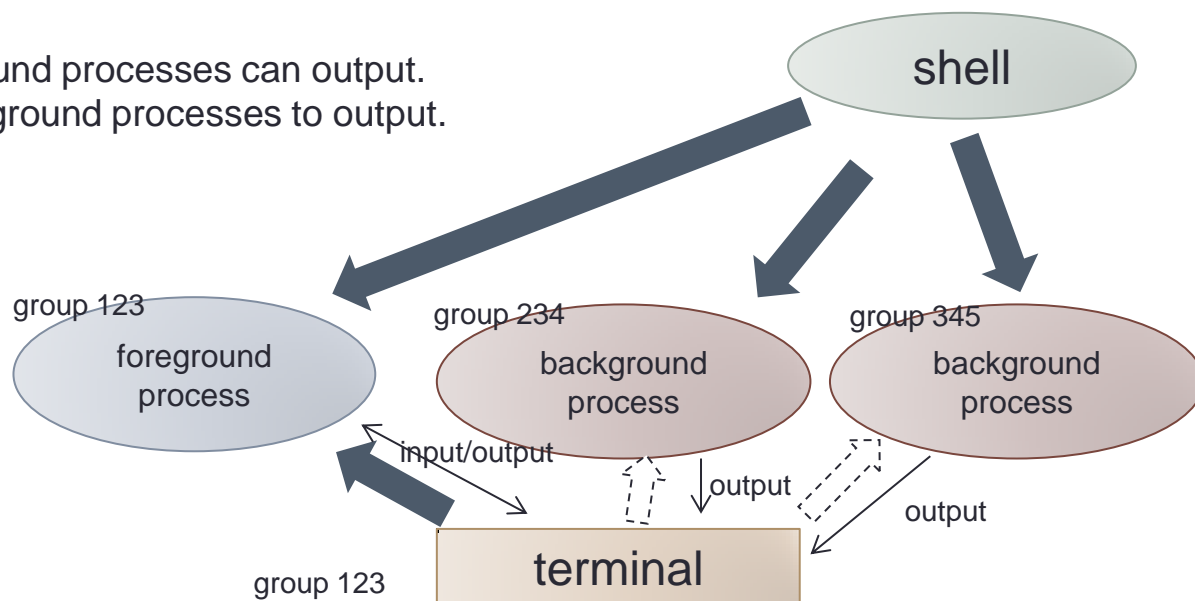 und processes can output.
ground processes to output.
shell
group 123
foreground
process
group 234
background
process
group 345
background
process
input/output
output
output
terminal
group 123